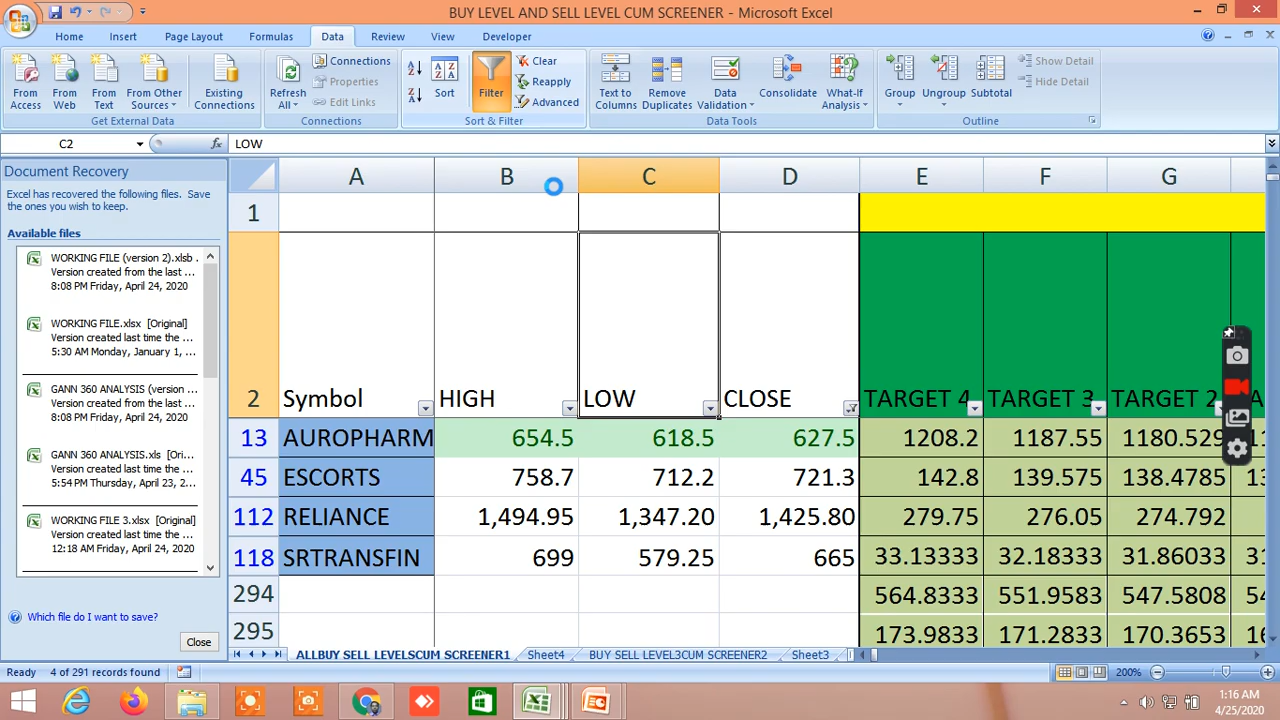 BUY LEVEL AND SELL LEVEL CUM SCREENER - Microsoft Excel
Home Insert Page Layout Formulas Data Review View Developer
From Access
From Web
From Text
From Other Sources
Existing Connections
Get External Data
Refresh All
Connections
Properties
Edit Links
Connections
Sort
Filter
Clear
Reapply
Advanced
Sort & Filter
Text to Columns
Remove Duplicates
Data Validation
Consolidate
What-If Analysis
Data Tools
Group
Ungroup
Subtotal
Show Detail
Hide Detail
Outline
C2 fx LOW
Document Recovery
Excel has recovered the following files. Save
the ones you wish to keep.
Available files
WORKING FILE (version 2).xlsb .
Version created from the last ...
8:08 PM Friday, April 24, 2020
WORKING FILE.xlsx [Original]
Version created last time the ...
5:30 AM Monday, January 1, ...
GANN 360 ANALYSIS (version ...
Version created from the last ...
8:08 PM Friday, April 24, 2020
GANN 360 ANALYSIS.xls [Origin...
Version created last time the ...
5:54 PM Thursday, April 23, 2...
WORKING FILE 3.xlsx [Original]
Version created last time the ...
12:18 AM Friday, April 24, 2020
Which file do I want to save?
Close
A B C D E F G
1
2 Symbol HIGH LOW CLOSE TARGET 4 TARGET 3 TARGET 2
13 AUROPHARM 654.5 618.5 627.5 1208.2 1187.55 1180.529
45 ESCORTS 758.7 712.2 721.3 142.8 139.575 138.4785
112 RELIANCE 1,494.95 1,347.20 1,425.80 279.75 276.05 274.792
118 SRTRANSFIN 699 579.25 665 33.13333 32.18333 31.86033
294 564.8333 551.9583 547.5808
295 173.9833 171.2833 170.3653
ALLBUY SELL LEVELSCUM SCREENER1 Sheet4 BUY SELL LEVEL3CUM SCREENER2 Sheet3
Ready 4 of 291 records found 200%
1:16 AM
4/25/2020